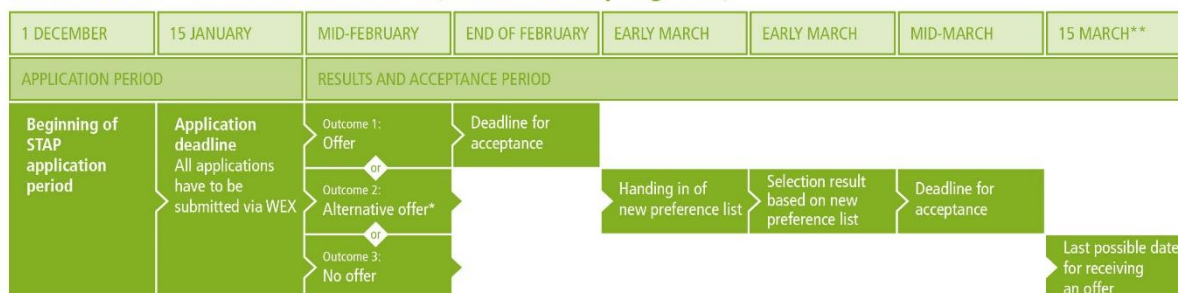 1 DECEMBER
15 JANUARY
MID-FEBRUARY
END OF FEBRUARY
EARLY MARCH
EARLY MARCH
MID-MARCH
15 MARCH**
APPLICATION PERIOD
RESULTS AND ACCEPTANCE PERIOD
Beginning of
STAP
application
period
Application
deadline
All applications
have to be
submitted via WEX
Outcome 1:
Offer
or
Outcome 2:
Alternative offer*
or
Outcome 3:
No offer
Deadline for
acceptance
Handing in of
new preference list
Selection result
based on new
preference list
Deadline for
acceptance
Last possible date
for receiving
an offer